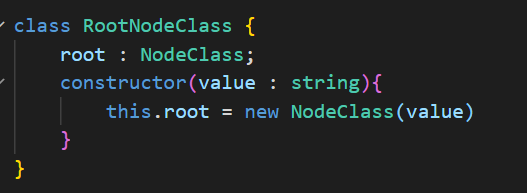 class RootNodeClass {
    root : NodeClass;
    constructor(value : string){
        this.root = new NodeClass(value)
    }
}